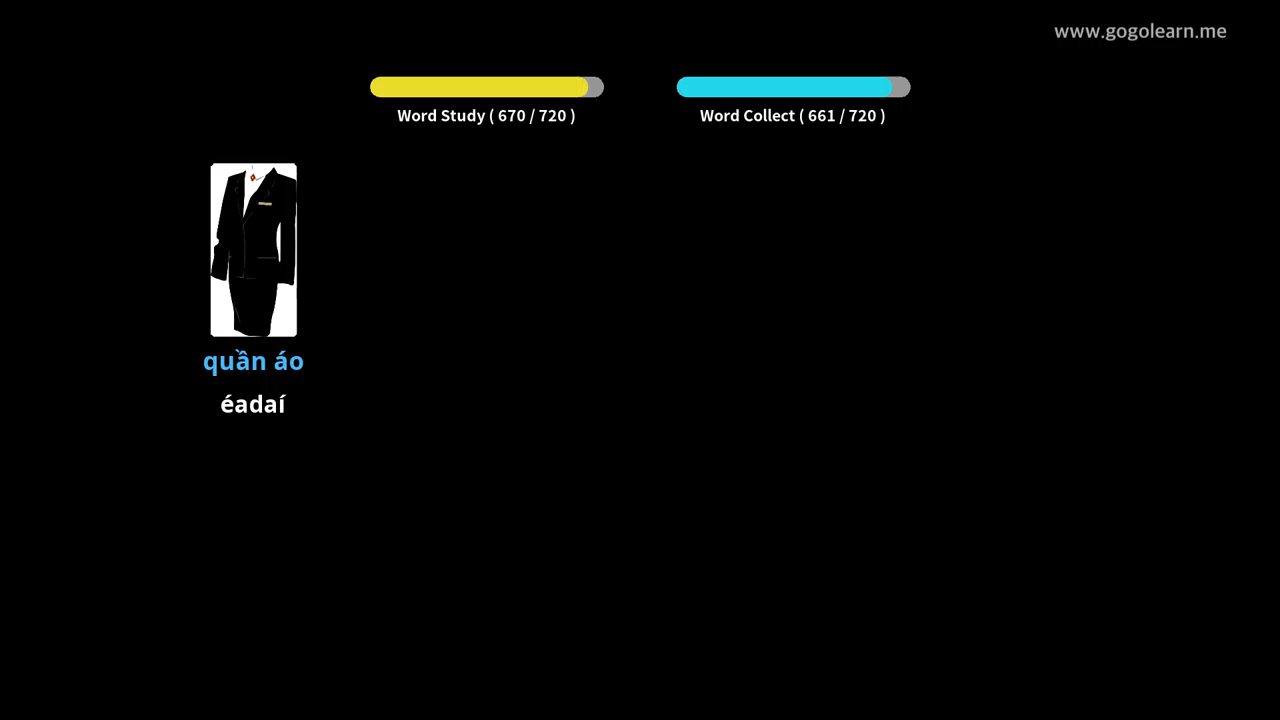 www.gogolearn.me
Word Study ( 670 / 720 )
Word Collect ( 661 / 720 )
quần áo
éadaí